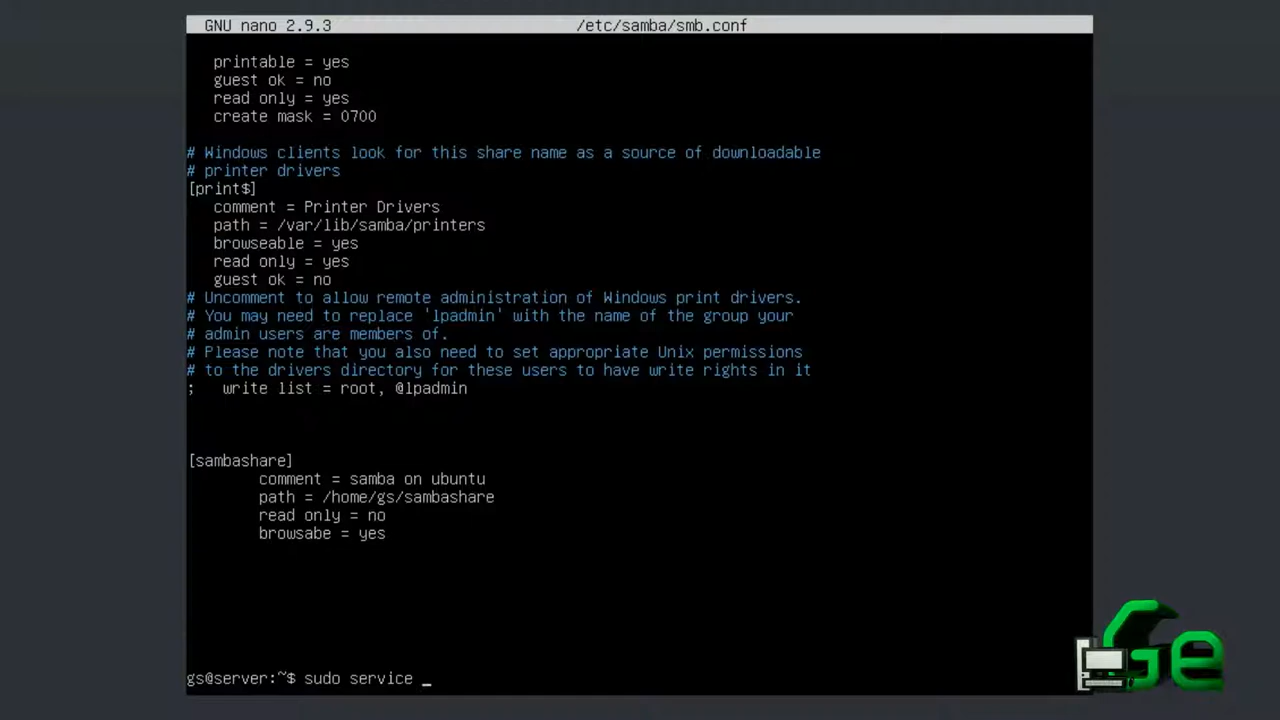 GNU nano 2.9.3 /etc/samba/smb.conf
printable = yes
guest ok = no
read only = yes
create mask = 0700
# Windows clients look for this share name as a source of downloadable
# printer drivers
[print$]
comment = Printer Drivers
path = /var/lib/samba/printers
browseable = yes
read only = yes
guest ok = no
# Uncomment to allow remote administration of Windows print drivers.
# You may need to replace 'lpadmin' with the name of the group your
# admin users are members of.
# Please note that you also need to set appropriate Unix permissions
# to the drivers directory for these users to have write rights in it
; write list = root, @lpadmin
[sambashare]
comment = samba on ubuntu
path = /home/gs/sambashare
read only = no
browsabe = yes
gs@server:~$ sudo service _
Ge